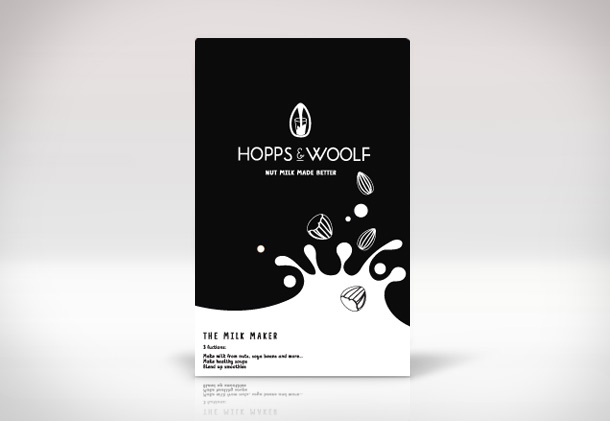 HOPPS & WOOLF
NUT MILK MADE BETTER
THE MILK MAKER
3 Fuctions:
Make milk from nuts, soya beans and more...
Make healthy soups
Blend up smoothies